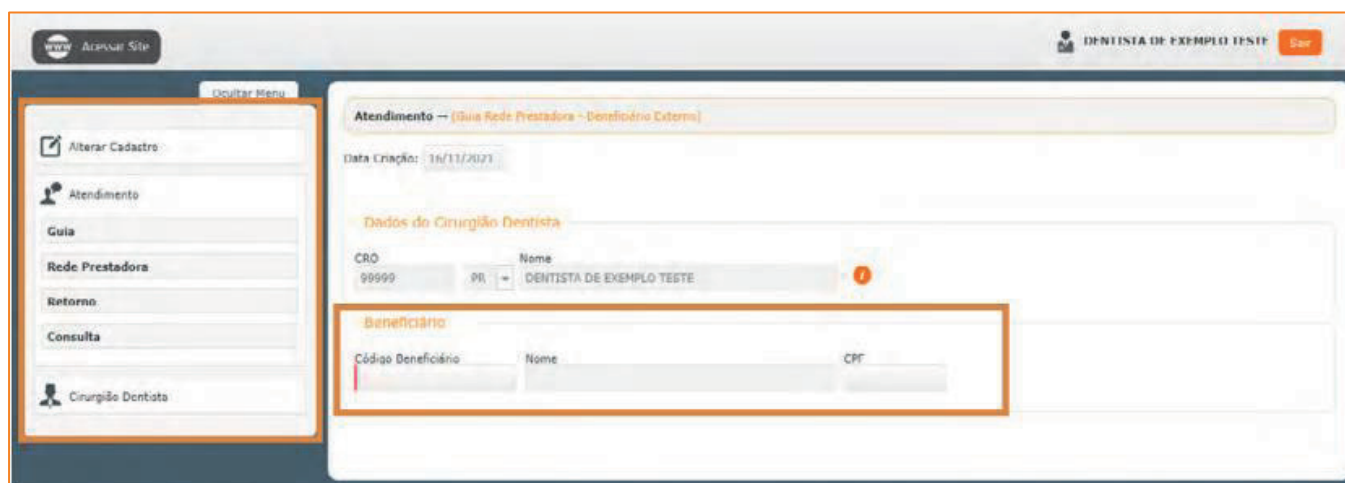 www Acessar Site
DENTISTA DE EXEMPLO TESTE Sair
Ocultar Menu
Alterar Cadastro
Atendimento
Guia
Rede Prestadora
Retorno
Consulta
Cirurgião Dentista
Atendimento — (Guia Rede Prestadora - Beneficiário Externo)
Data Criação: 16/11/2021
Dados do Cirurgião Dentista
CRO Nome
99999 PR DENTISTA DE EXEMPLO TESTE i
Beneficiário
Código Beneficiário Nome CPF